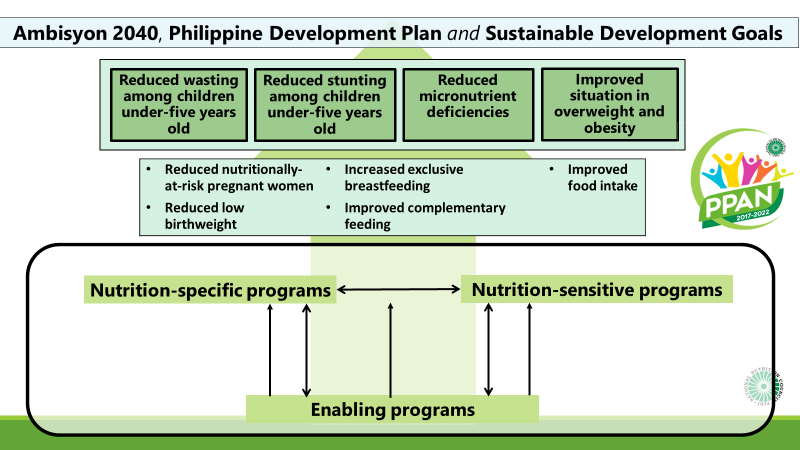 Ambisyon 2040, Philippine Development Plan and Sustainable Development Goals
Reduced wasting
among children
under-five years
old
Reduced stunting
among children
under-five years
old
Reduced
micronutrient
deficiencies
Improved
situation in
overweight and
obesity
• Reduced nutritionally-
at-risk pregnant women
• Reduced low
birthweight
• Increased exclusive
breastfeeding
• Improved complementary
feeding
• Improved
food intake
PPAN
2017-2022
Nutrition-specific programs
Nutrition-sensitive programs
Enabling programs